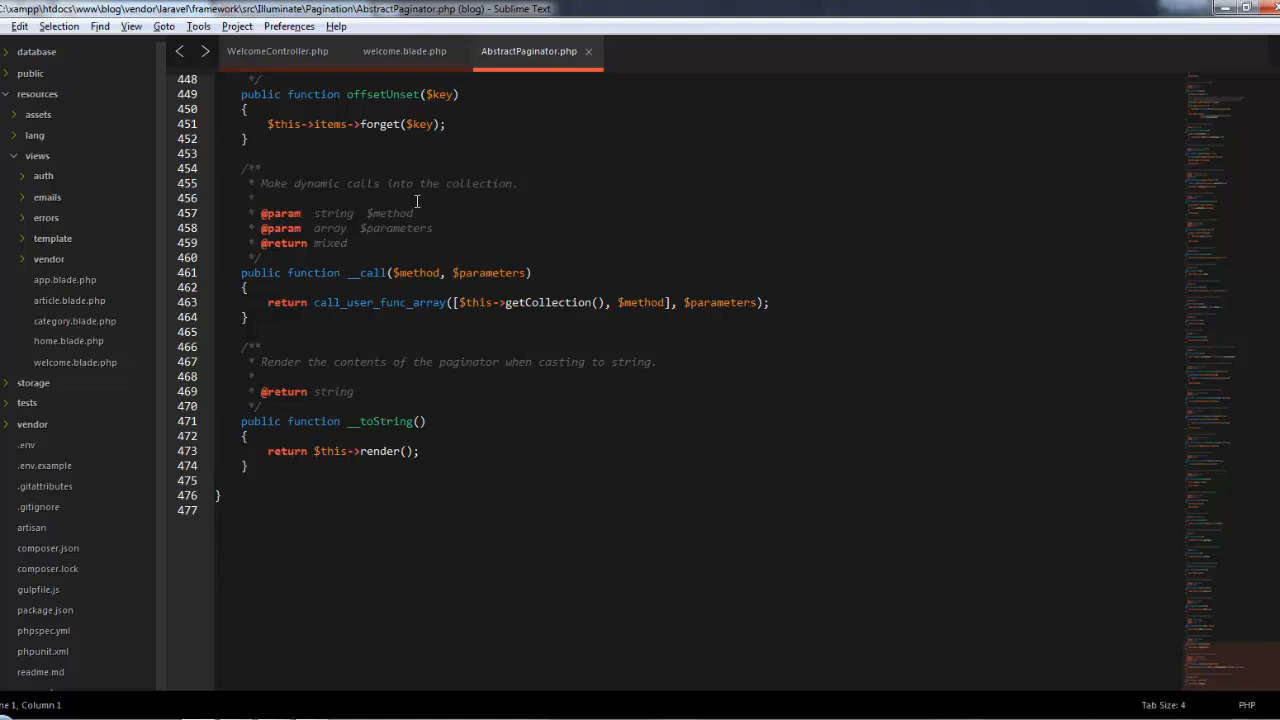 :\xampp\htdocs\www\blog\vendor\laravel\framework\src\Illuminate\Pagination\AbstractPaginator.php (blog) - Sublime Text
Edit Selection Find View Goto Tools Project Preferences Help
WelcomeController.php welcome.blade.php AbstractPaginator.php ×
database
public
resources
assets
lang
views
auth
emails
errors
template
vendor
app.blade.php
article.blade.php
category.blade.php
home.blade.php
welcome.blade.php
storage
tests
vendor
.env
.env.example
.gitattributes
.gitignore
artisan
composer.json
composer.lock
gulpfile.js
package.json
phpspec.yml
phpunit.xml
readme.md
448 */
449 public function offsetUnset($key)
450 {
451 $this->items->forget($key);
452 }
453
454 /**
455 * Make dynamic calls into the collection.
456 *
457 * @param string $method
458 * @param array $parameters
459 * @return mixed
460 */
461 public function __call($method, $parameters)
462 {
463 return call_user_func_array([$this->getCollection(), $method], $parameters);
464 }
465
466 /**
467 * Render the contents of the paginator when casting to string.
468 *
469 * @return string
470 */
471 public function __toString()
472 {
473 return $this->render();
474 }
475
476 }
477
ne 1, Column 1 Tab Size: 4 PHP